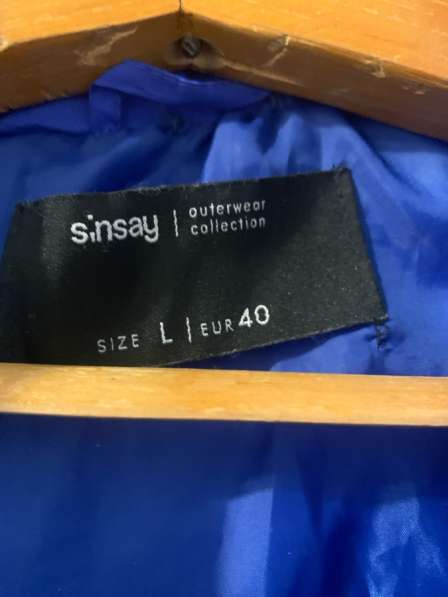 sinsay | outerwear
collection
SIZE L | EUR 40